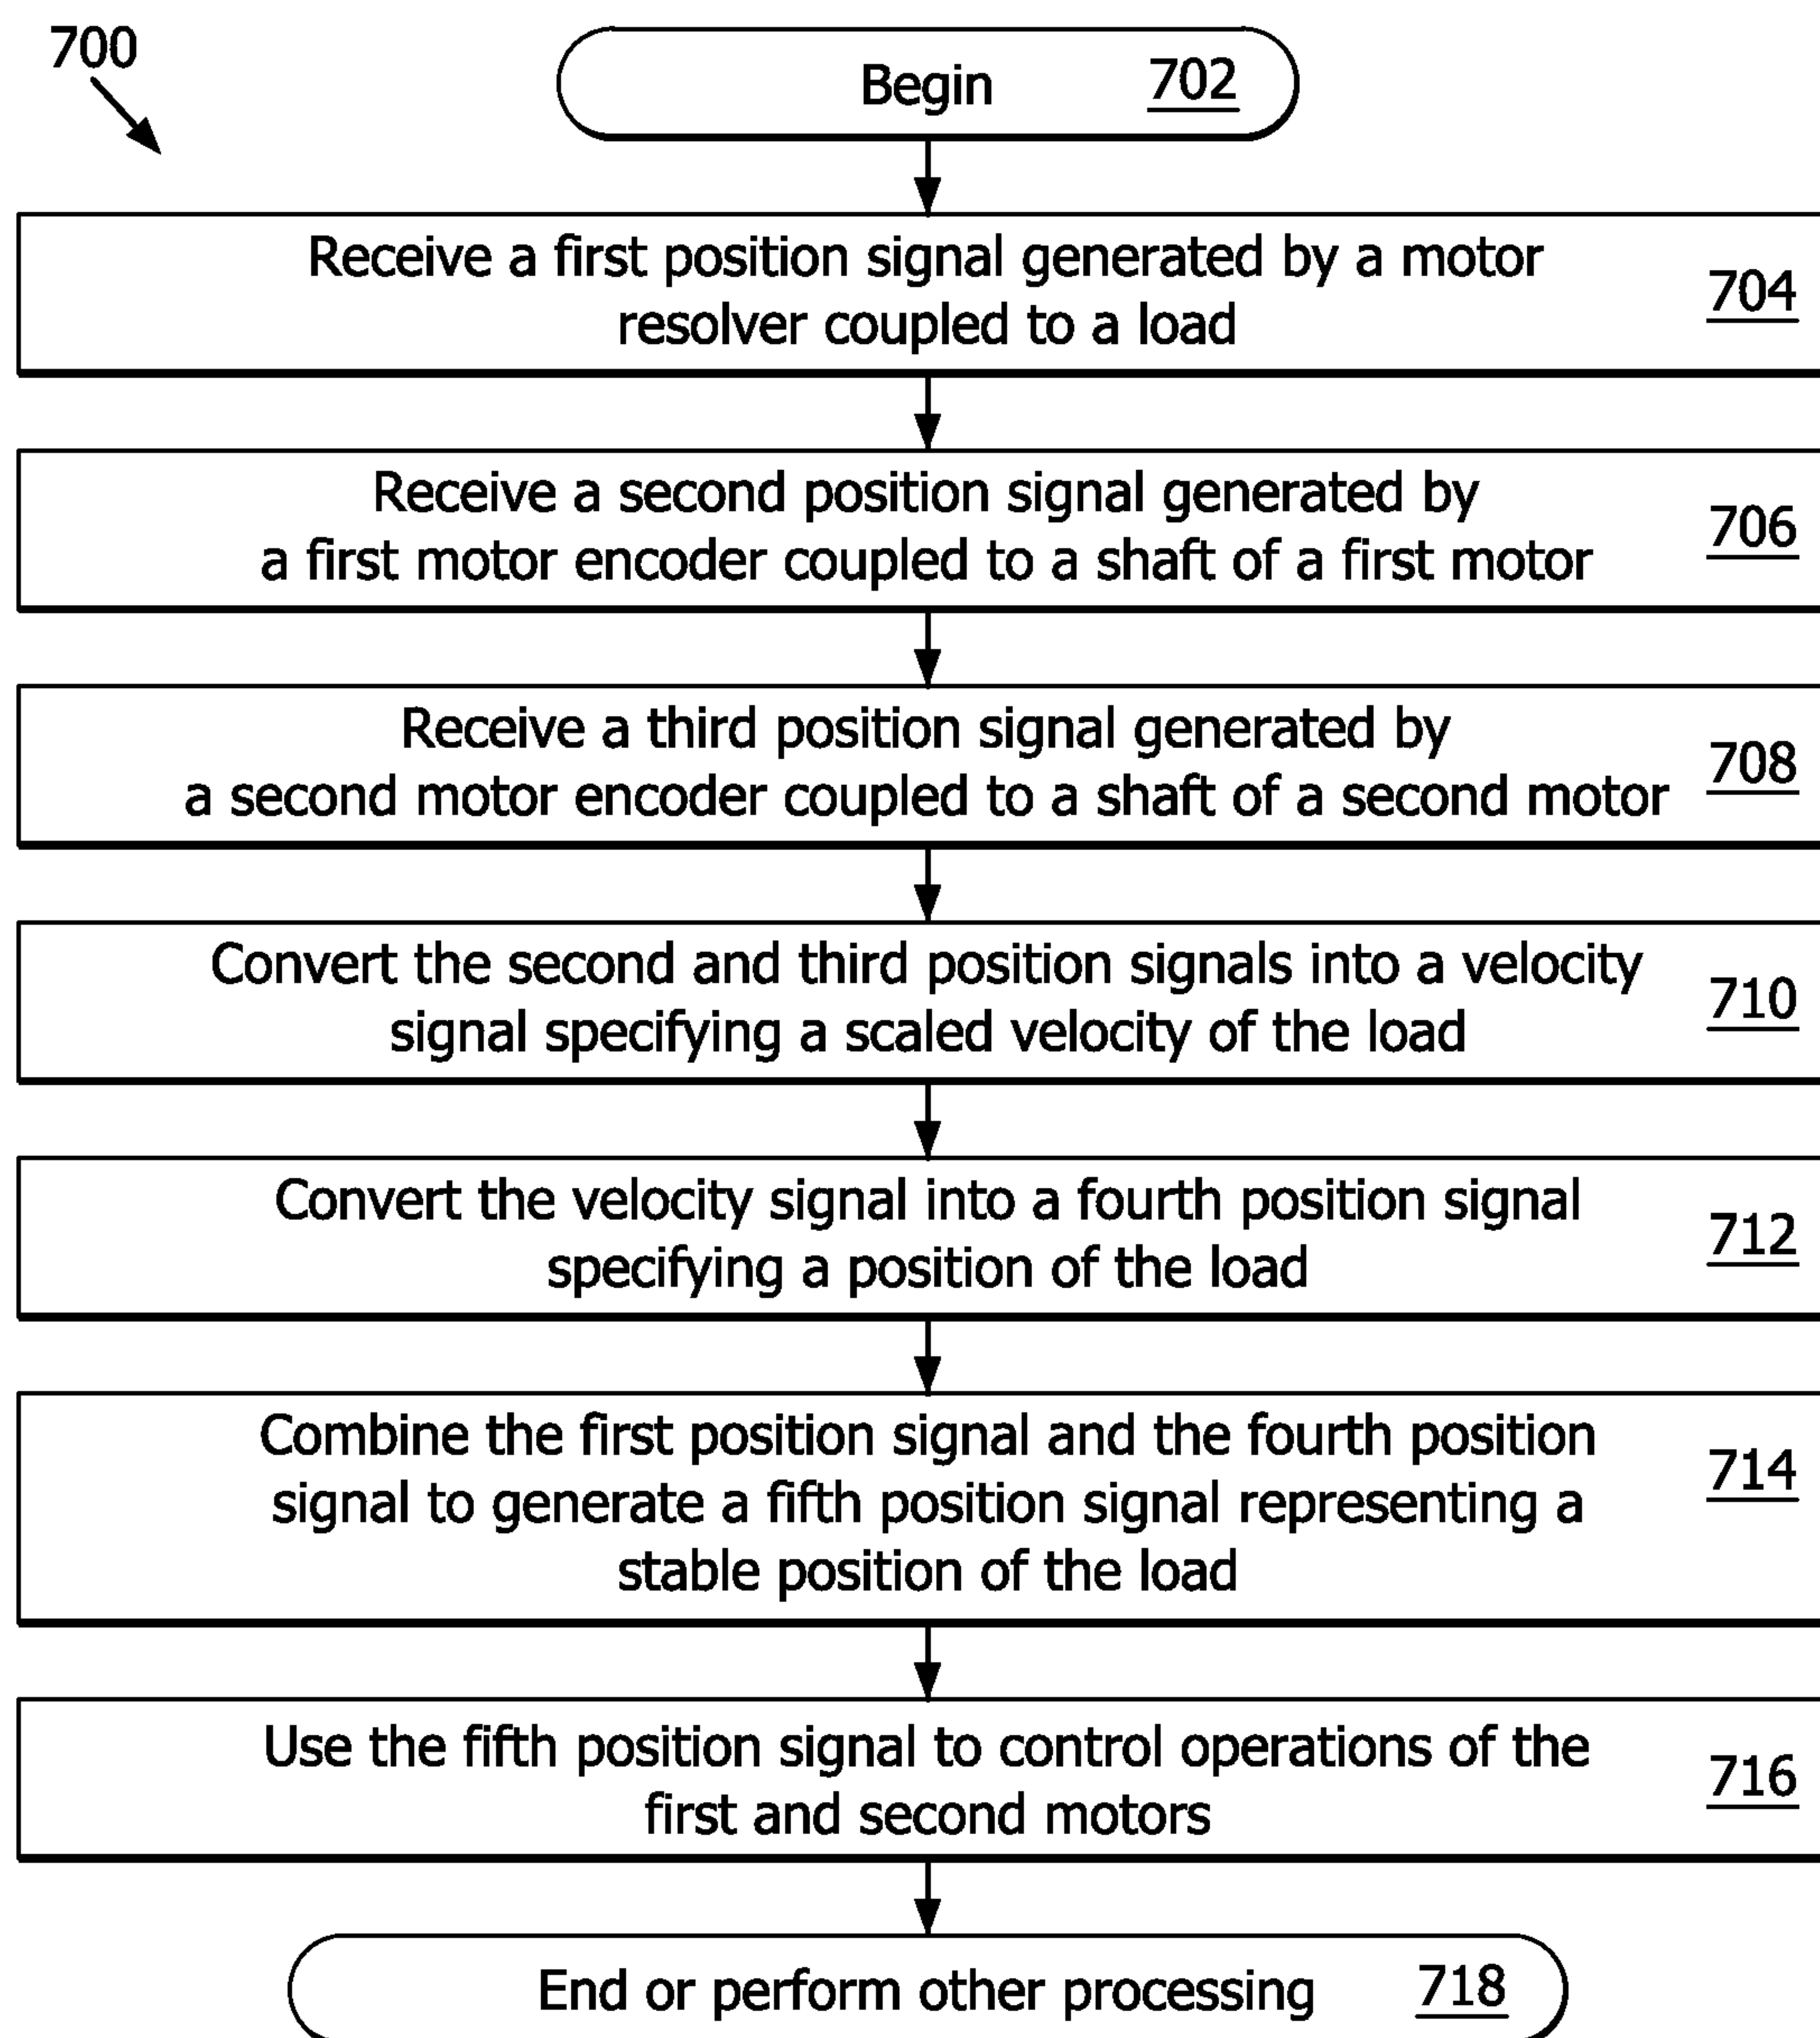 700
Begin 702
Receive a first position signal generated by a motor
resolver coupled to a load
704
Receive a second position signal generated by
a first motor encoder coupled to a shaft of a first motor
706
Receive a third position signal generated by
a second motor encoder coupled to a shaft of a second motor
708
Convert the second and third position signals into a velocity
signal specifying a scaled velocity of the load
710
Convert the velocity signal into a fourth position signal
specifying a position of the load
712
Combine the first position signal and the fourth position
signal to generate a fifth position signal representing a
stable position of the load
714
Use the fifth position signal to control operations of the
first and second motors
716
End or perform other processing 718